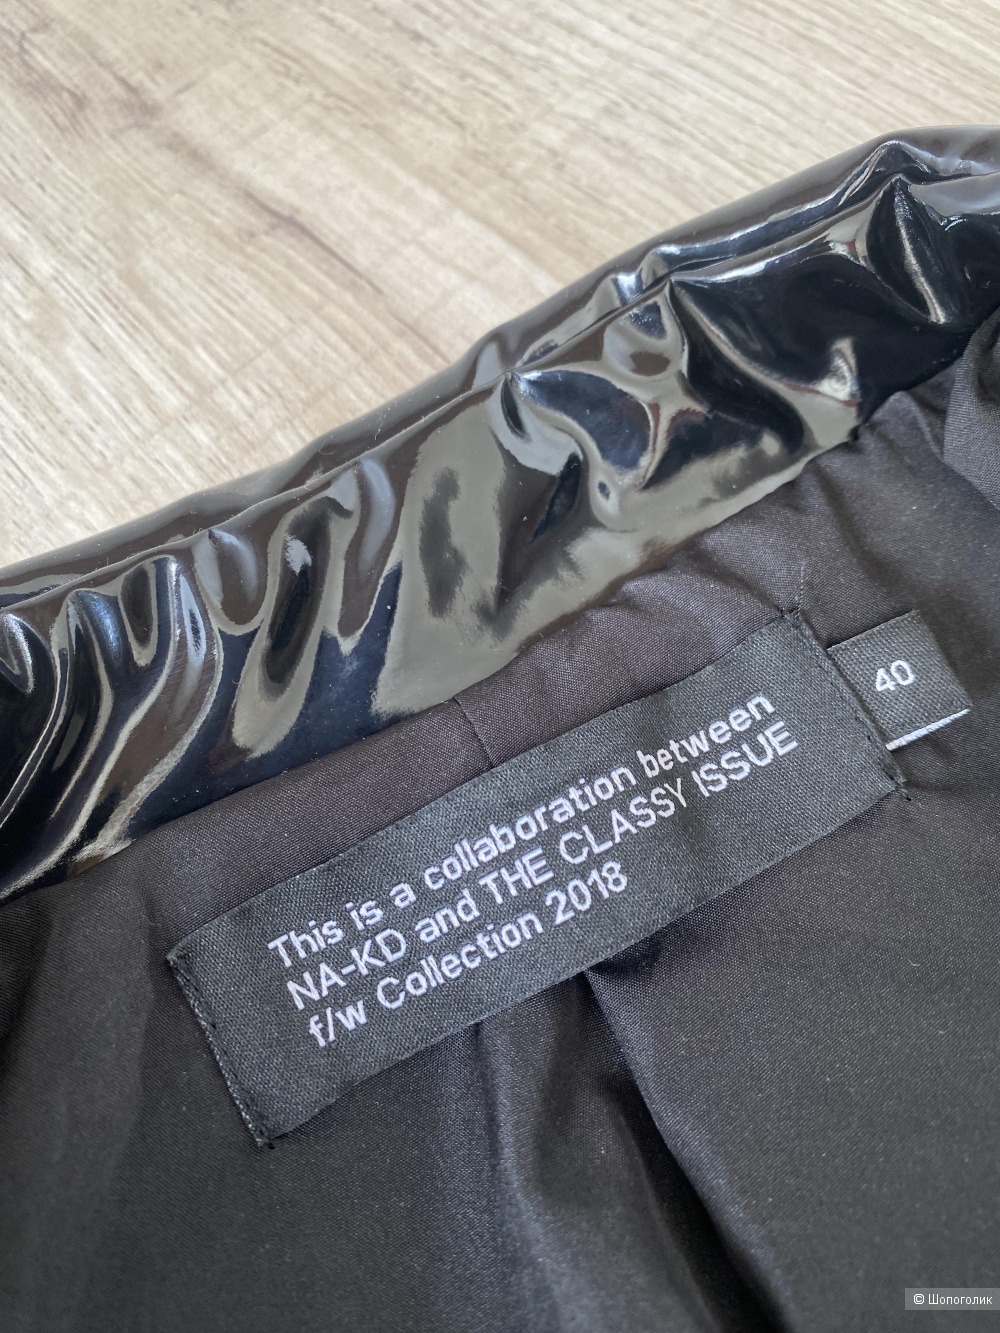 This is a collaboration between
NA-KD and THE CLASSY ISSUE
f/w Collection 2018
40
© Шопоголик